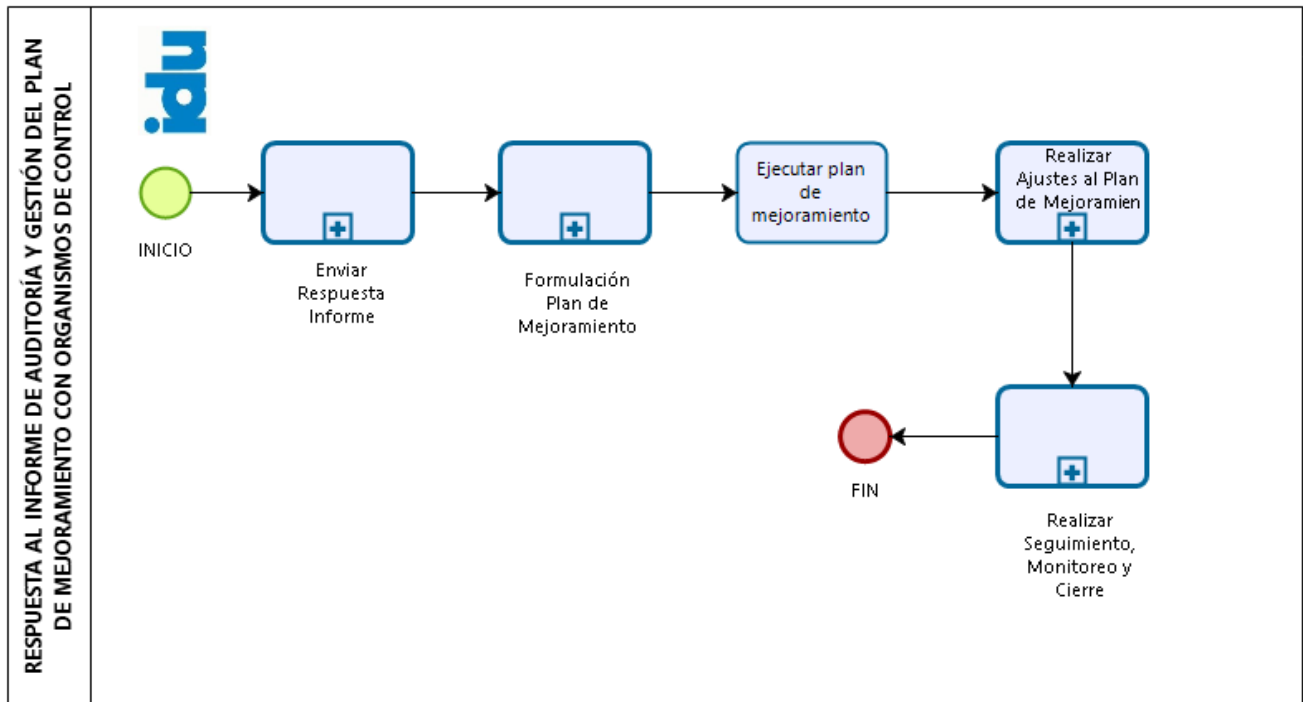 RESPUESTA AL INFORME DE AUDITORÍA Y GESTIÓN DEL PLAN
DE MEJORAMIENTO CON ORGANISMOS DE CONTROL
idu
INICIO
Enviar
Respuesta
Informe
Formulación
Plan de
Mejoramiento
Ejecutar plan
de
mejoramiento
Realizar
Ajustes al Plan
de Mejoramien
Realizar
Seguimiento,
Monitoreo y
Cierre
FIN